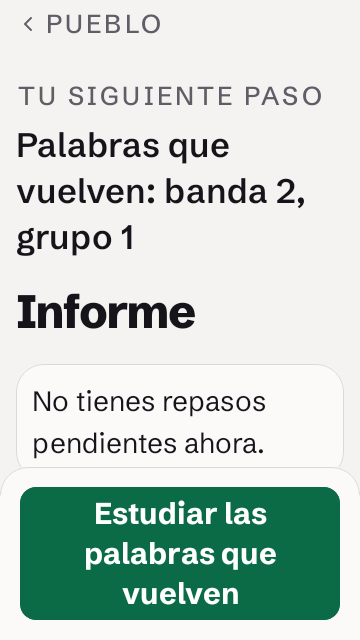 PUEBLO
TU SIGUIENTE PASO
Palabras que
vuelven: banda 2,
grupo 1
Informe
No tienes repasos
pendientes ahora.
Estudiar las
palabras que
vuelven